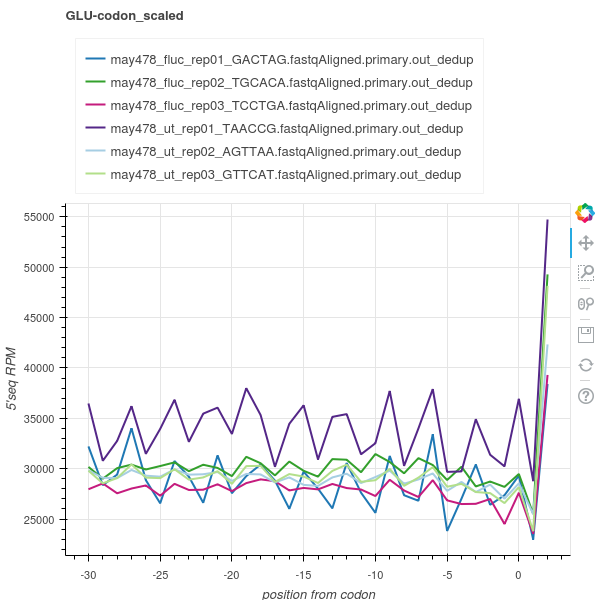 GLU-codon_scaled
may478_fluc_rep01_GACTAG.fastqAligned.primary.out_dedup
may478_fluc_rep02_TGCACA.fastqAligned.primary.out_dedup
may478_fluc_rep03_TCCTGA.fastqAligned.primary.out_dedup
may478_ut_rep01_TAACCG.fastqAligned.primary.out_dedup
may478_ut_rep02_AGTTAA.fastqAligned.primary.out_dedup
may478_ut_rep03_GTTCAT.fastqAligned.primary.out_dedup
55000
50000
45000
40000
35000
30000
25000
5'seq RPM
-30 -25 -20 -15 -10 -5 0
position from codon